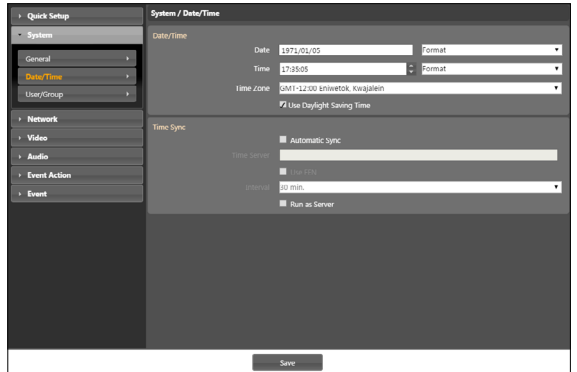 Quick Setup
System
General
Date/Time
User/Group
Network
Video
Audio
Event Action
Event
System / Date/Time
Date/Time
Date 1971/01/05 Format
Time 17:35:05 Format
Time Zone GMT-12:00 Eniwetok, Kwajalein
Use Daylight Saving Time
Time Sync
Automatic Sync
Time Server
Use FEN
Interval 30 min.
Run as Server
Save